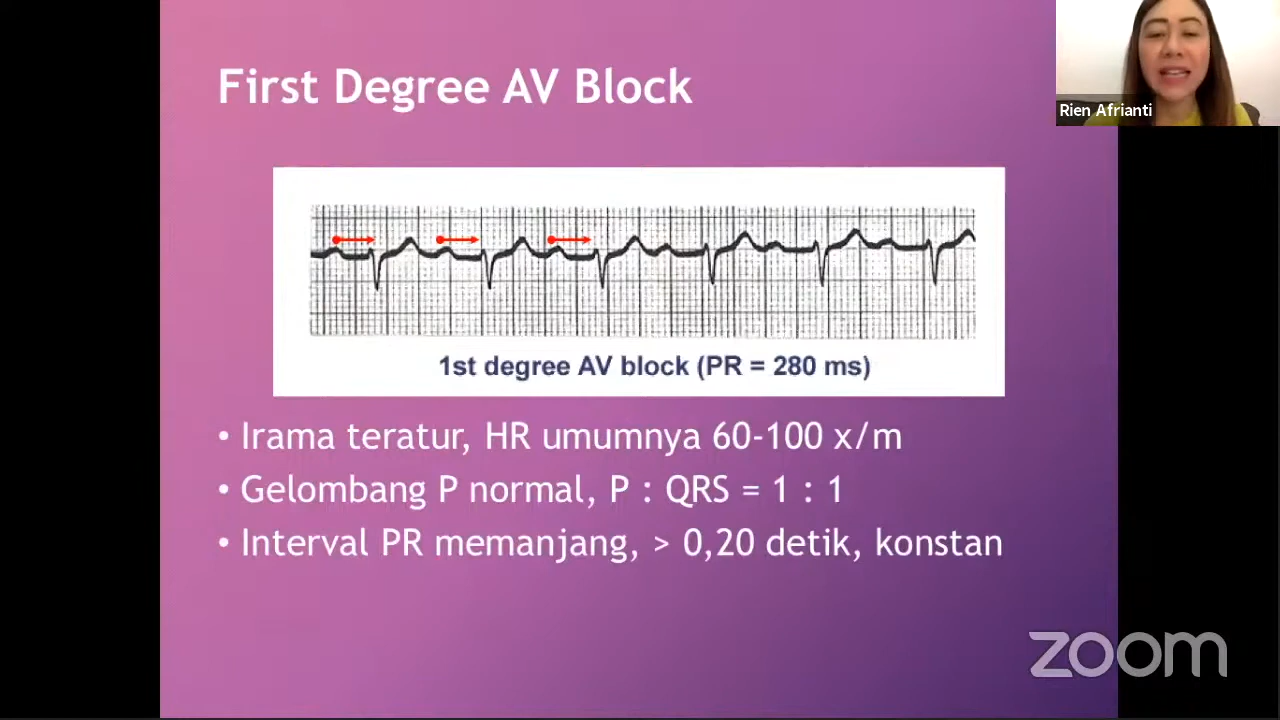 First Degree AV Block
Rien Afrianti
1st degree AV block (PR = 280 ms)
• Irama teratur, HR umumnya 60-100 x/m
• Gelombang P normal, P : QRS = 1 : 1
• Interval PR memanjang, > 0,20 detik, konstan
zoom